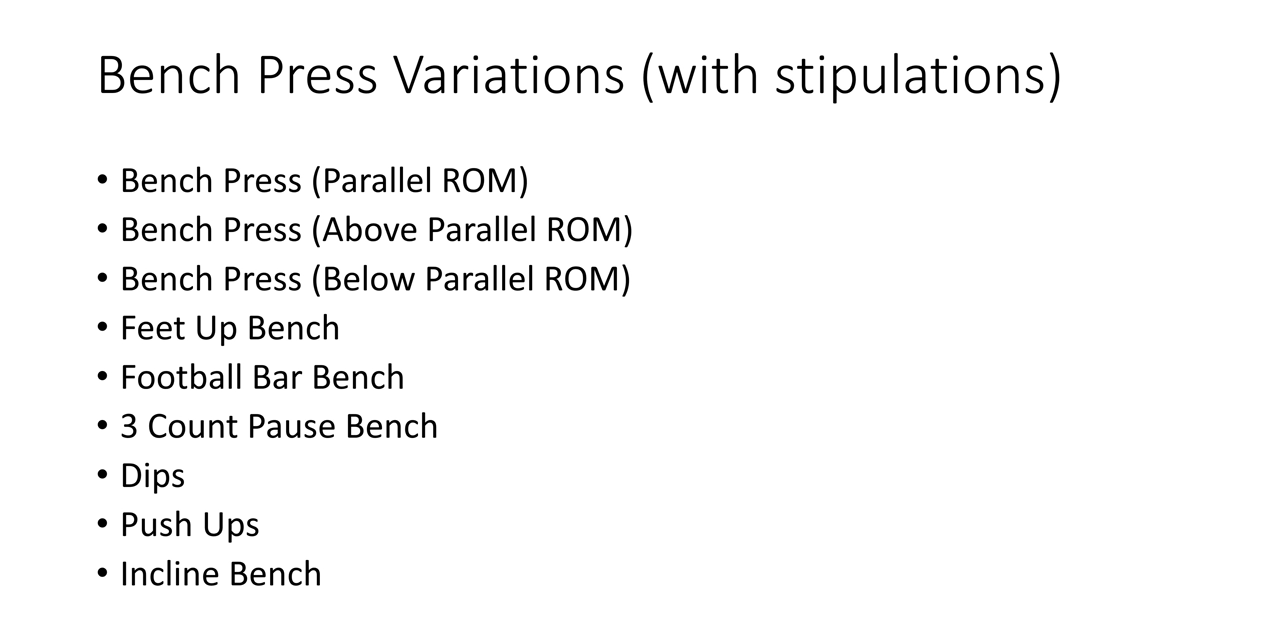 Bench Press Variations (with stipulations)
• Bench Press (Parallel ROM)
• Bench Press (Above Parallel ROM)
• Bench Press (Below Parallel ROM)
• Feet Up Bench
• Football Bar Bench
• 3 Count Pause Bench
• Dips
• Push Ups
• Incline Bench